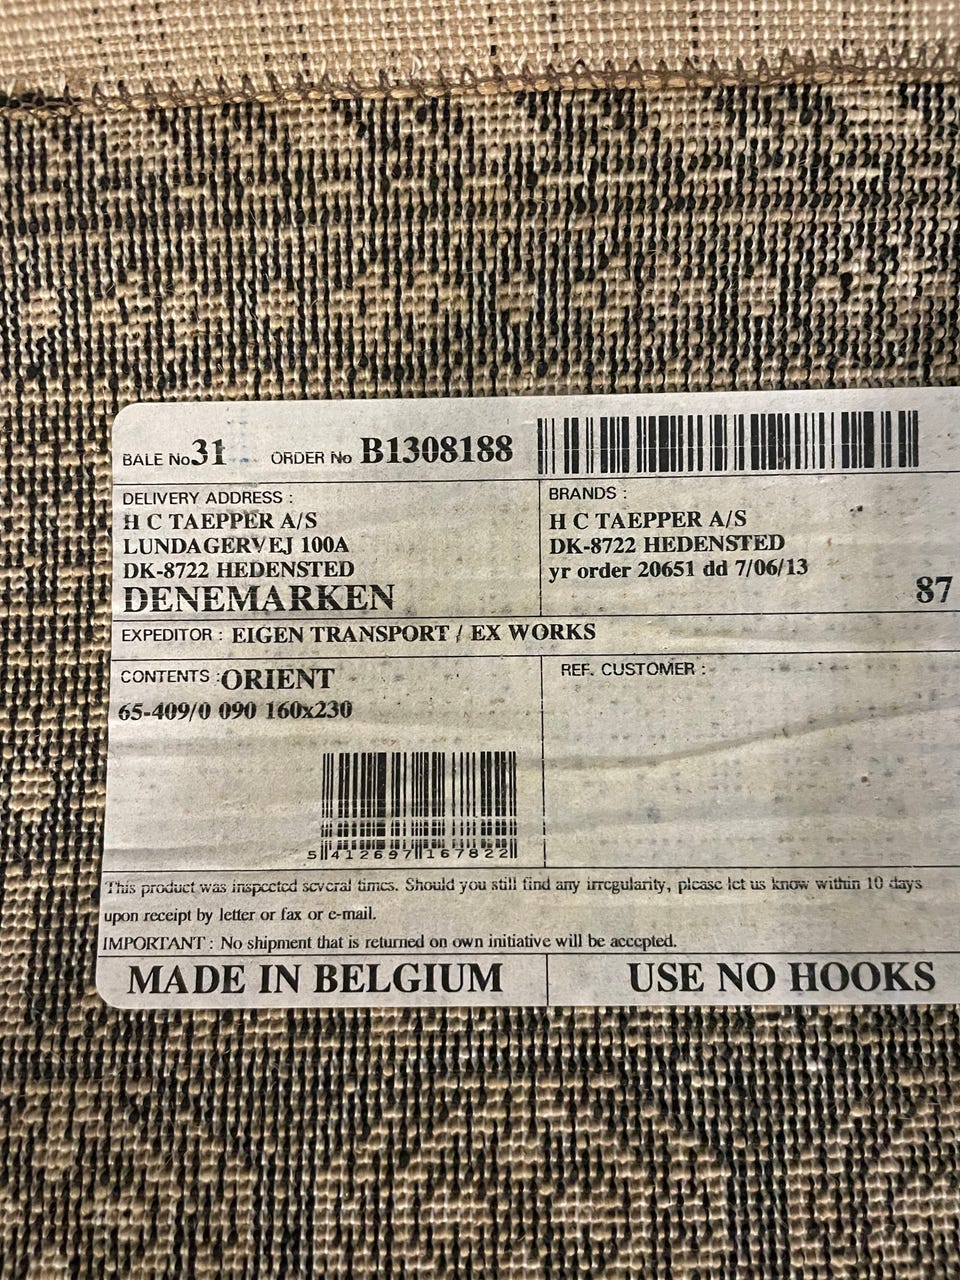 BALE No 31 ORDER No B1308188
DELIVERY ADDRESS :
H C TAEPPER A/S
LUNDAGERVEJ 100A
DK-8722 HEDENSTED
DENEMARKEN
BRANDS :
H C TAEPPER A/S
DK-8722 HEDENSTED
yr order 20651 dd 7/06/13
87
EXPEDITOR : EIGEN TRANSPORT / EX WORKS
CONTENTS : ORIENT
65-409/0 090 160x230
REF. CUSTOMER :
5 412697 167822
This product was inspected several times. Should you still find any irregularity, please let us know within 10 days
upon receipt by letter or fax or e-mail.
IMPORTANT : No shipment that is returned on own initiative will be accepted.
MADE IN BELGIUM
USE NO HOOKS